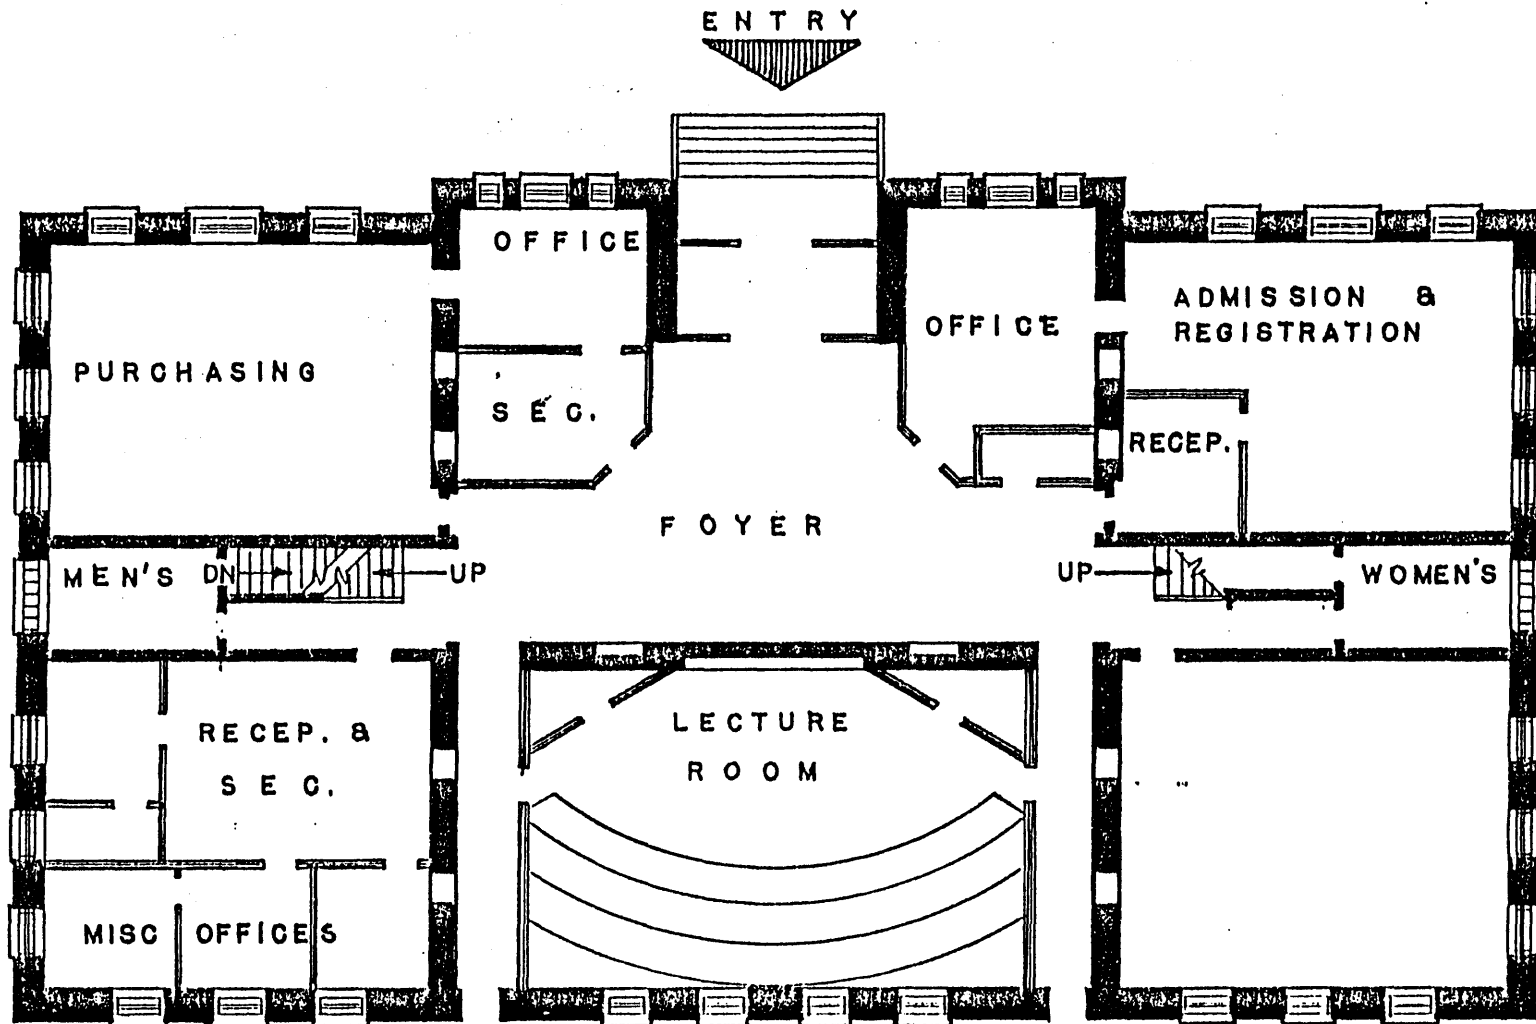 ENTRY
OFFICE
ADMISSION &
REGISTRATION
OFFICE
PURCHASING
SEC.
RECEP.
FOYER
MEN'S
DN
UP
UP
WOMEN'S
RECEP. &
SEC.
LECTURE
ROOM
MISC OFFICES